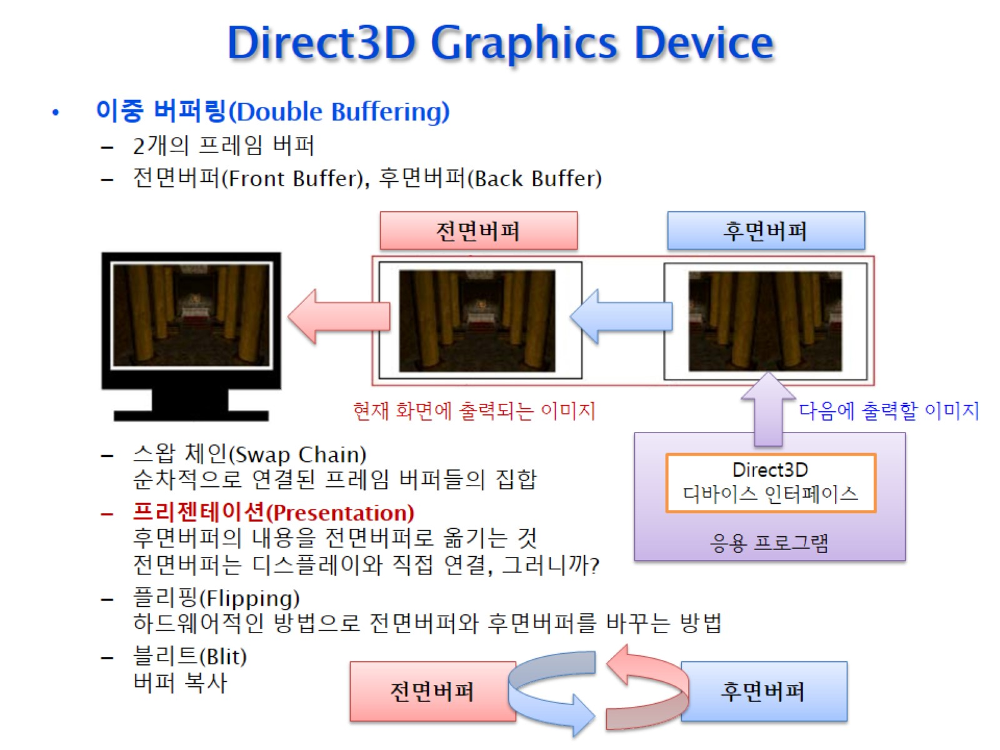 Direct3D Graphics Device
• 이중 버퍼링(Double Buffering)
– 2개의 프레임 버퍼
– 전면버퍼(Front Buffer), 후면버퍼(Back Buffer)
전면버퍼
후면버퍼
현재 화면에 출력되는 이미지
다음에 출력할 이미지
Direct3D
디바이스 인터페이스
응용 프로그램
– 스왑 체인(Swap Chain)
순차적으로 연결된 프레임 버퍼들의 집합
– 프리젠테이션(Presentation)
후면버퍼의 내용을 전면버퍼로 옮기는 것
전면버퍼는 디스플레이와 직접 연결, 그러니까?
– 플리핑(Flipping)
하드웨어적인 방법으로 전면버퍼와 후면버퍼를 바꾸는 방법
– 블리트(Blit)
버퍼 복사
전면버퍼
후면버퍼